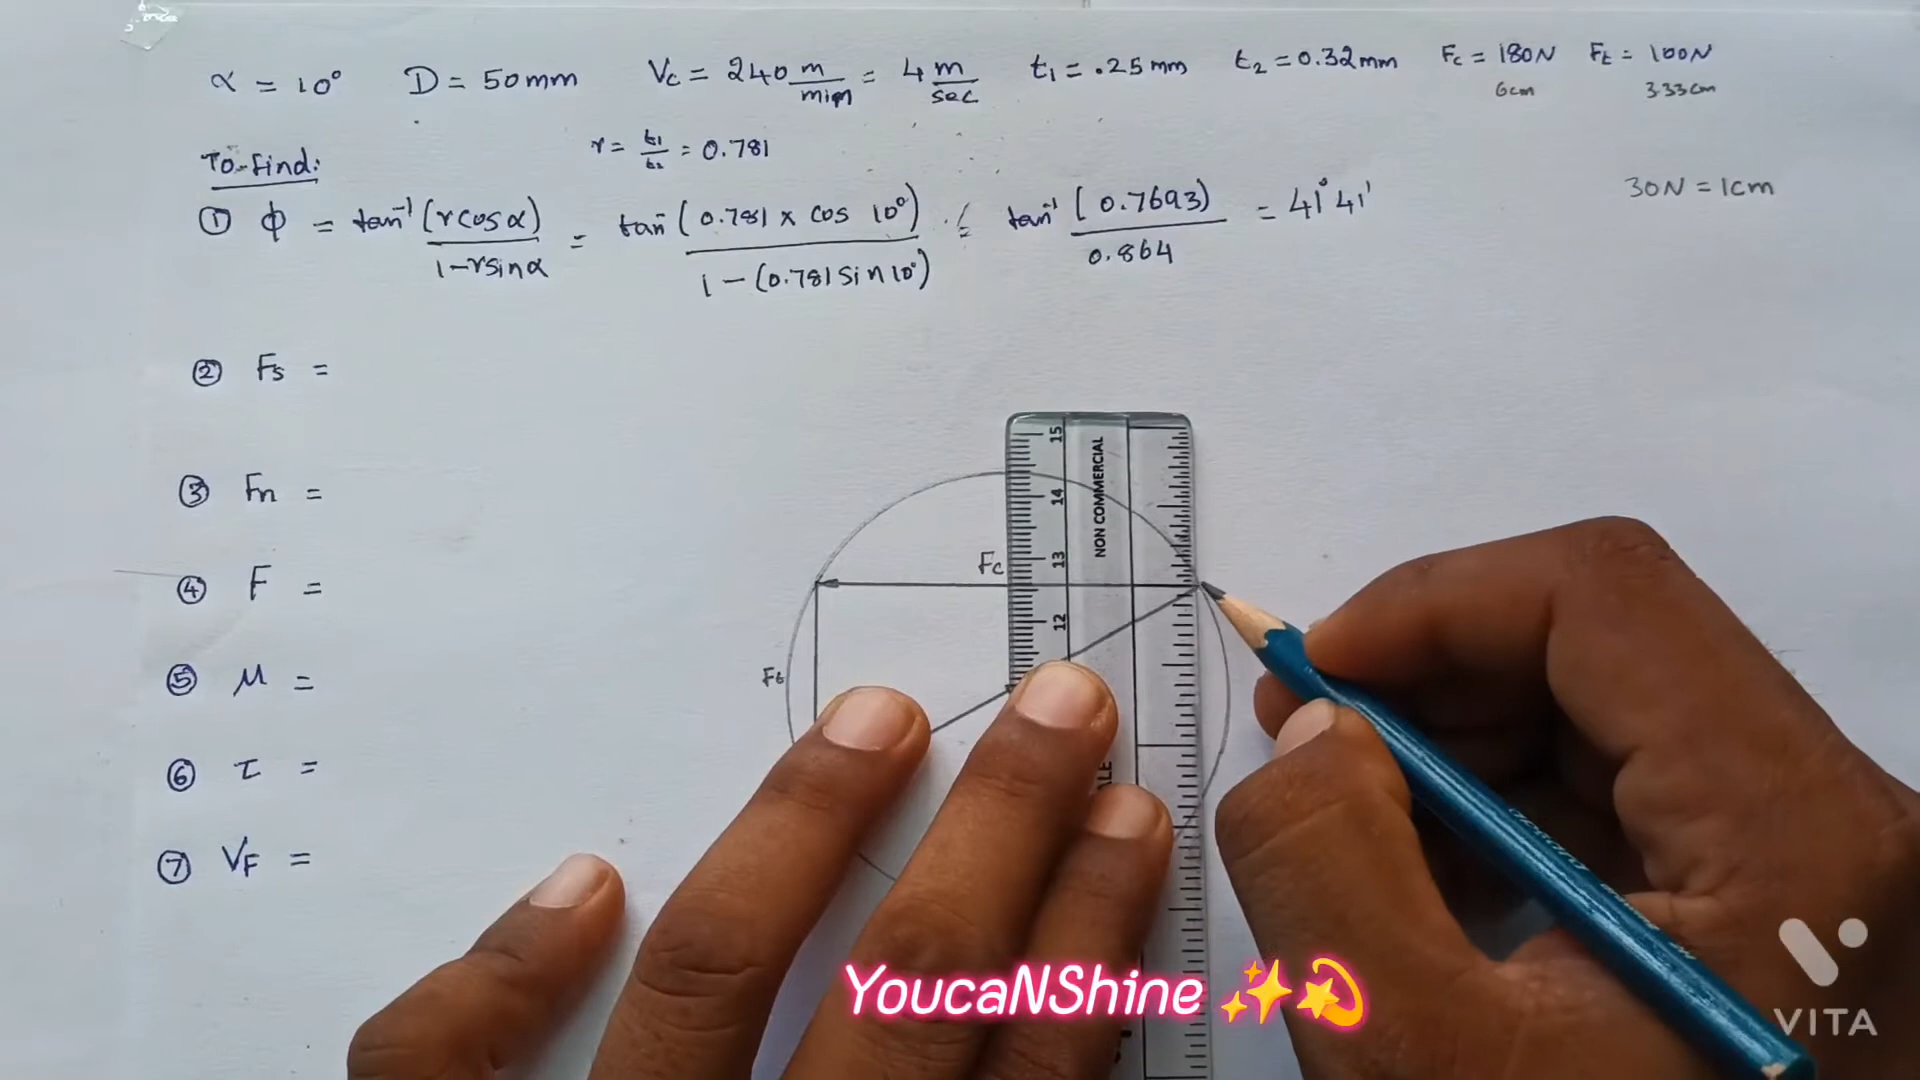 α = 10° D = 50mm Vc = 240 m/min = 4 m/sec t₁ = .25mm t₂ = 0.32mm Fc = 180N Ft = 100N
6cm 3.33cm
To-find:
r = t₁/t₂ = 0.781
30N = 1cm
① ϕ = tan⁻¹ (r cos α)/(1-r sin α) = tan⁻ (0.781 x cos 10°)/(1 - (0.781 sin 10°)) = tan⁻¹ (0.7693)/0.864 = 41°41'
② Fs =
③ Fn =
④ F =
⑤ μ =
⑥ τ =
⑦ VF =
15
14
13
12
NON COMMERCIAL
Fc
Ft
YoucaNShine
VITA